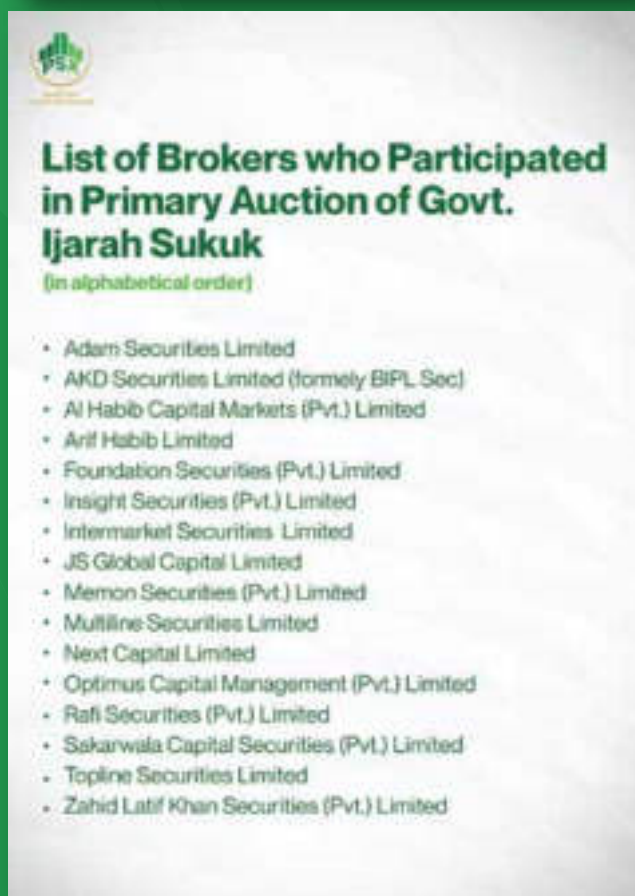 PSX
List of Brokers who Participated
in Primary Auction of Govt.
Ijarah Sukuk
(in alphabetical order)
• Adam Securities Limited
• AKD Securities Limited (formely BIPL Sec)
• Al Habib Capital Markets (Pvt.) Limited
• Arif Habib Limited
• Foundation Securities (Pvt.) Limited
• Insight Securities (Pvt.) Limited
• Intermarket Securities Limited
• JS Global Capital Limited
• Memon Securities (Pvt.) Limited
• Multiline Securities Limited
• Next Capital Limited
• Optimus Capital Management (Pvt.) Limited
• Rafi Securities (Pvt.) Limited
• Sakarwala Capital Securities (Pvt.) Limited
• Topline Securities Limited
• Zahid Latif Khan Securities (Pvt.) Limited